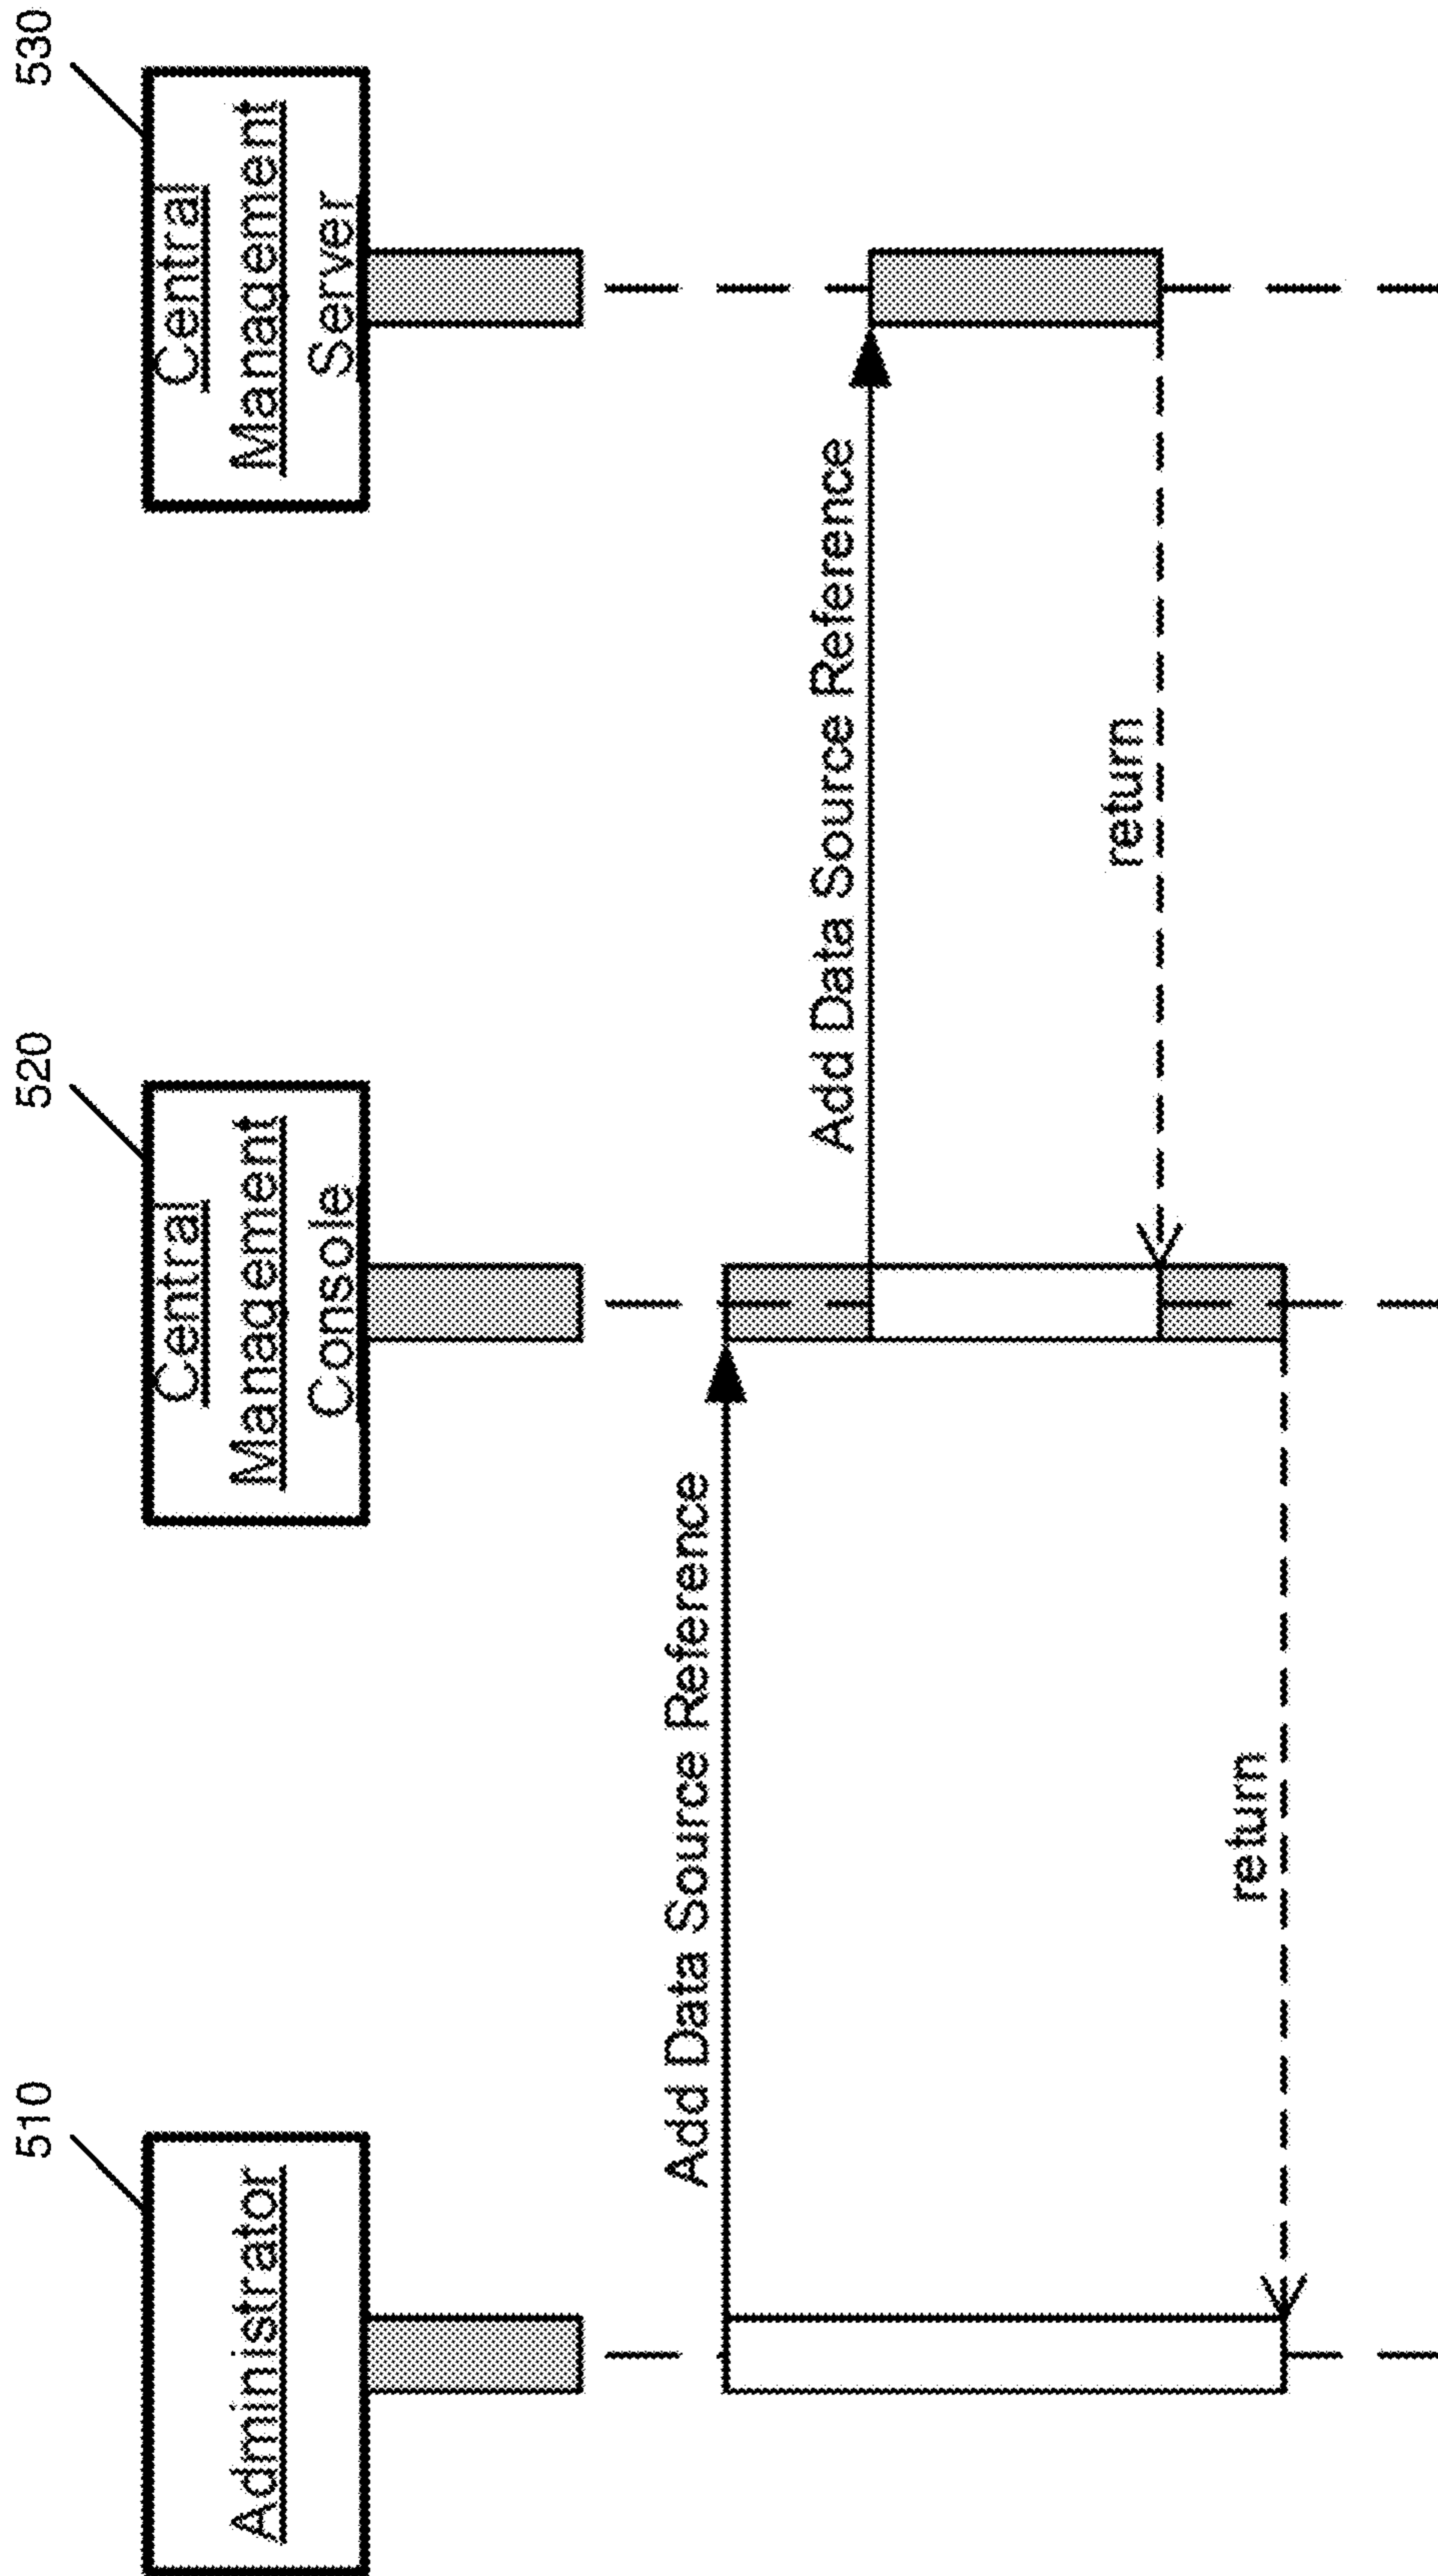 510
520
530
Administrator
Central
Management
Console
Central
Management
Server
Add Data Source Reference
Add Data Source Reference
return
return